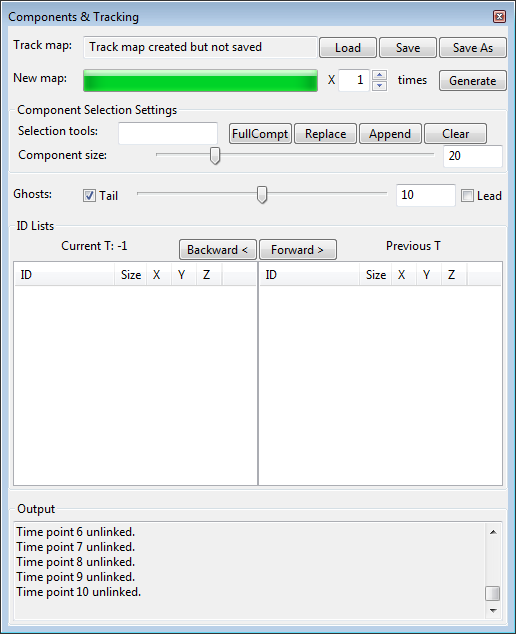 Components & Tracking
Track map: Track map created but not saved Load Save Save As
New map: X 1 times Generate
Component Selection Settings
Selection tools: FullCompt Replace Append Clear
Component size: 20
Ghosts: Tail 10 Lead
ID Lists
Current T: -1 Backward < Forward > Previous T
ID Size X Y Z ID Size X Y Z
Output
Time point 6 unlinked.
Time point 7 unlinked.
Time point 8 unlinked.
Time point 9 unlinked.
Time point 10 unlinked.